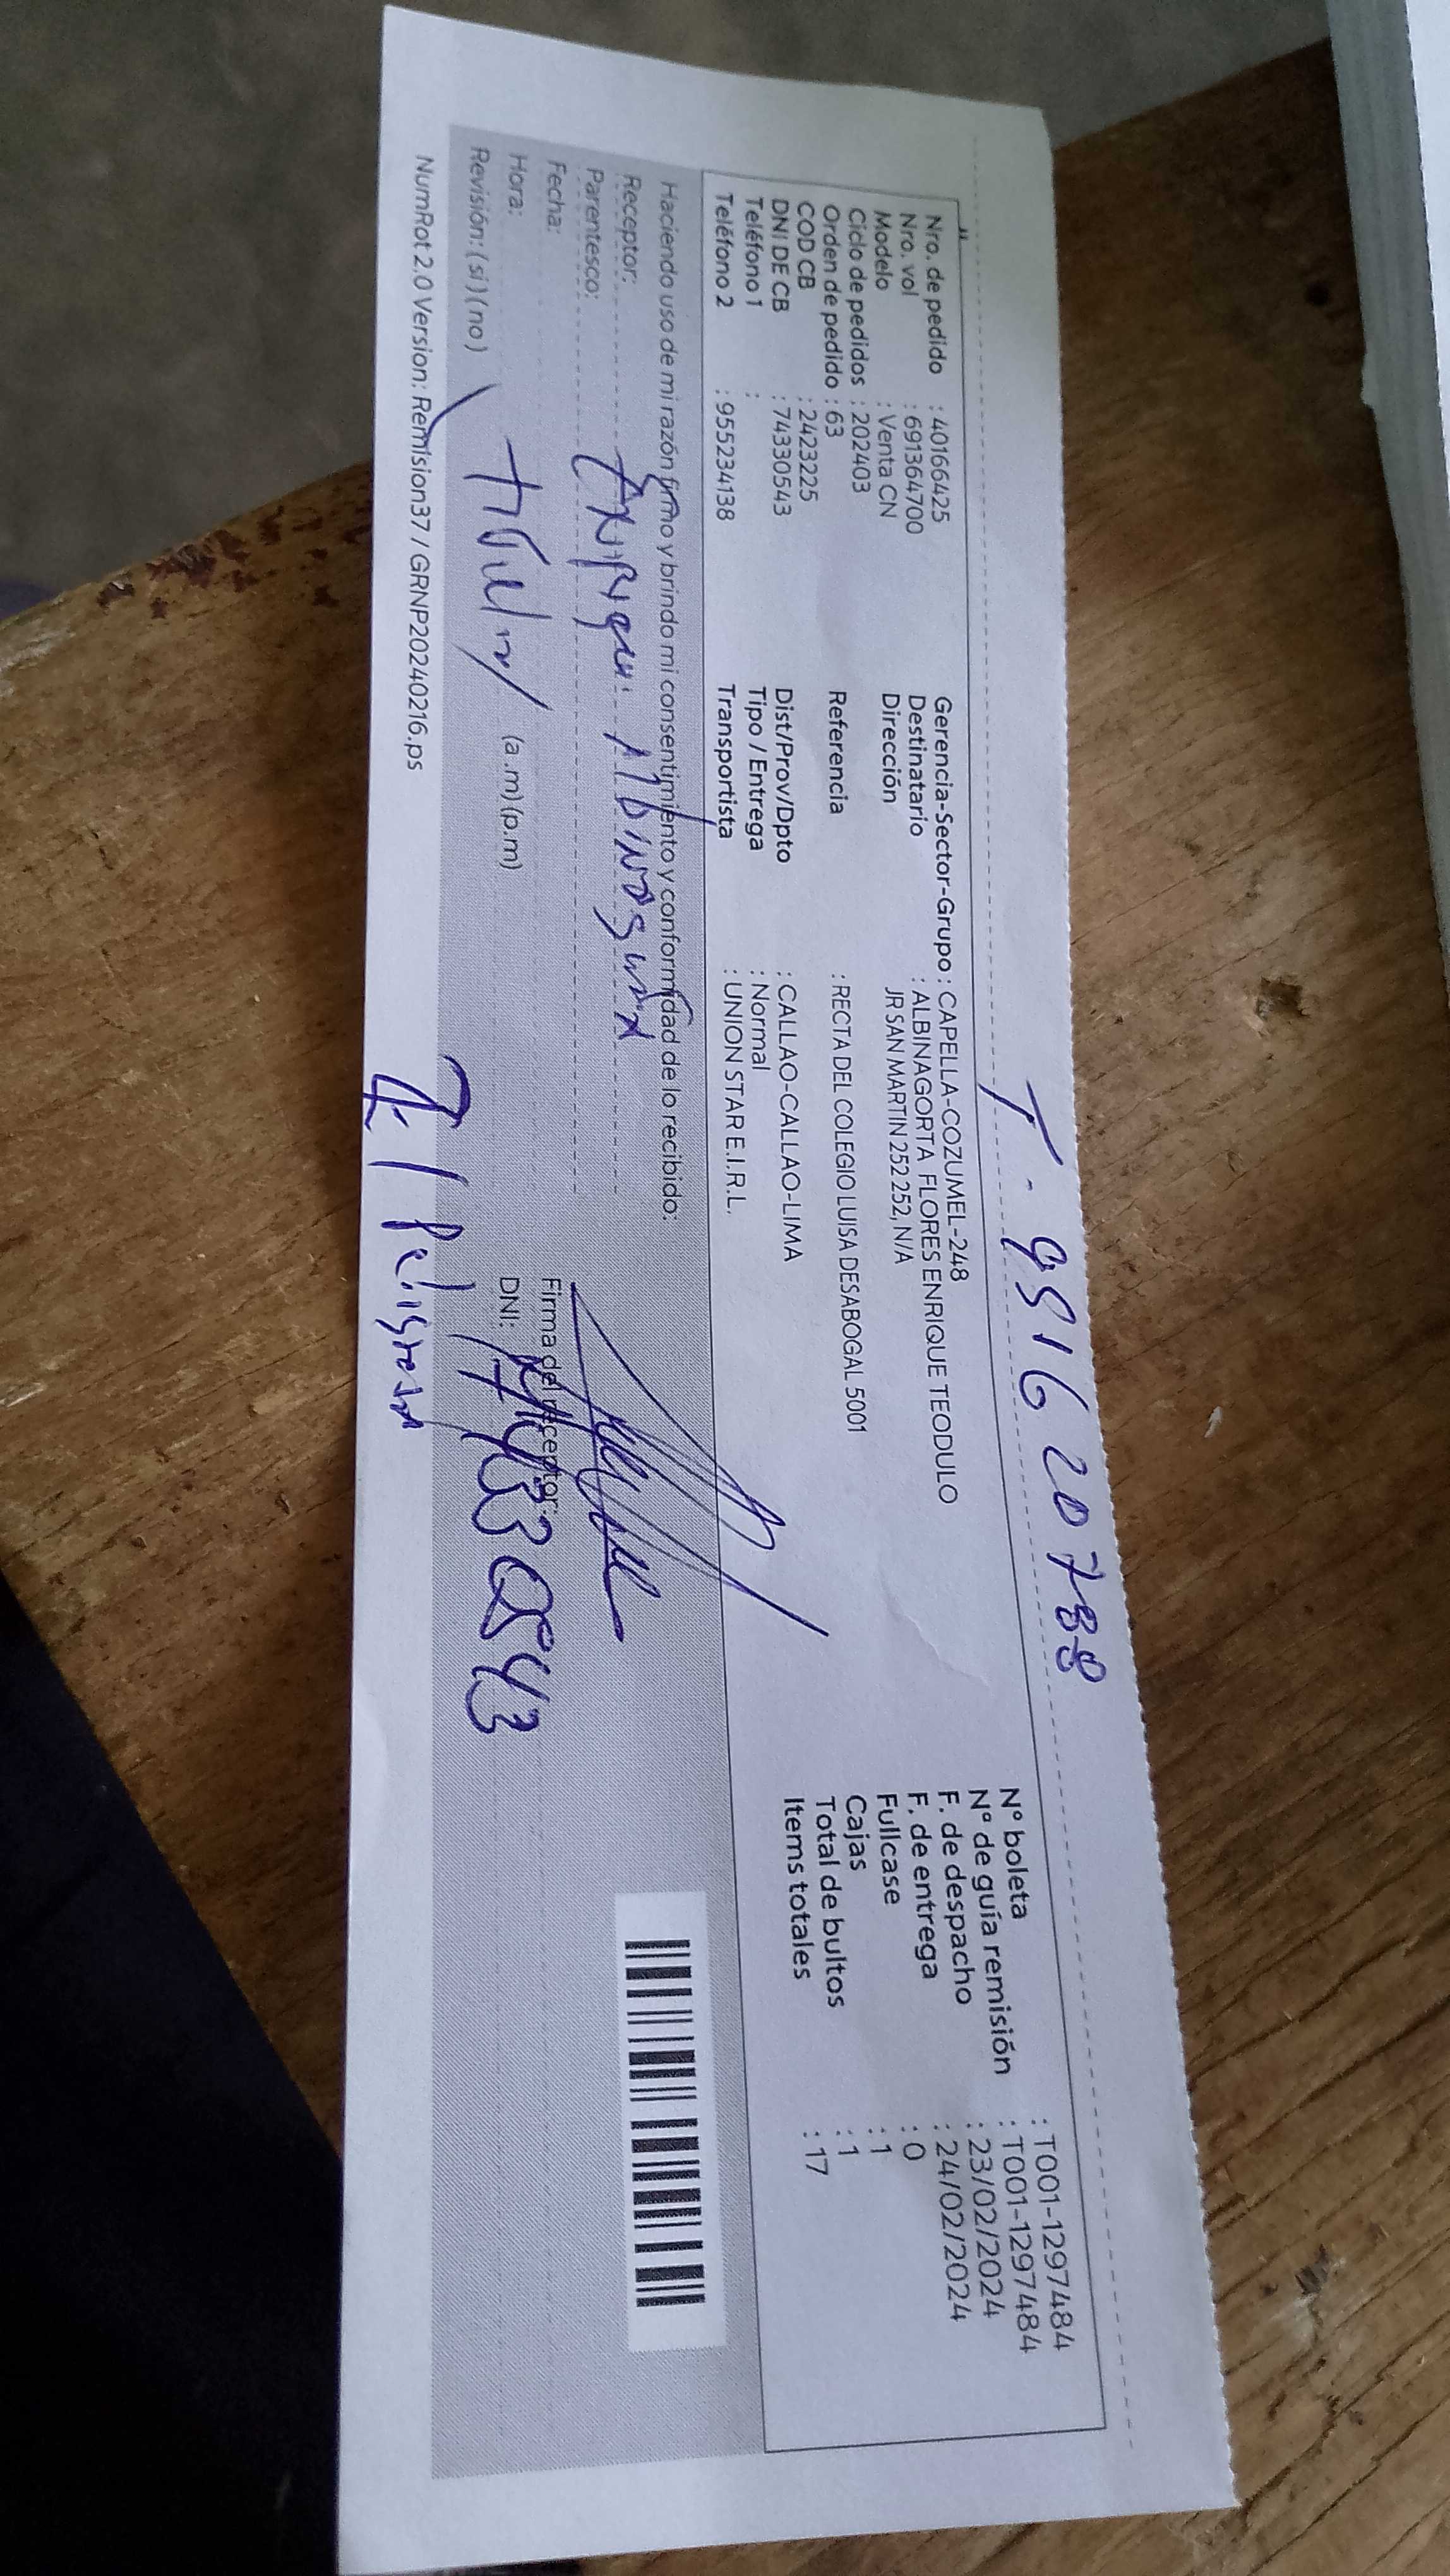 T. 951620788
Nro. de pedido : 40166425
Nro. vol : 691364700
Modelo : Venta CN
Ciclo de pedidos : 202403
Orden de pedido : 63
COD CB : 2423225
DNI DE CB : 74330543
Teléfono 1 :
Teléfono 2 : 955234138
Gerencia-Sector-Grupo : CAPELLA-COZUMEL-248
Destinatario : ALBINAGORTA FLORES ENRIQUE TEODULO
Dirección JR SAN MARTIN 252 252, N/A
Referencia : RECTA DEL COLEGIO LUISA DESABOGAL 5001
Dist/Prov/Dpto : CALLAO-CALLAO-LIMA
Tipo / Entrega : Normal
Transportista : UNION STAR E.I.R.L.
N° boleta : T001-1297484
N° de guía remisión : T001-1297484
F. de despacho : 23/02/2024
F. de entrega : 24/02/2024
Fullcase : 0
Cajas : 1
Total de bultos : 1
Items totales : 17
Haciendo uso de mi razón firmo y brindo mi consentimiento y conformidad de lo recibido:
Receptor:
Parentesco:
Fecha:
Hora: (a.m) (p.m)
Revisión: (si) (no)
Firma del receptor:
DNI: 74330543
NumRot 2.0 Version: Remision37 / GRNP20240216.ps